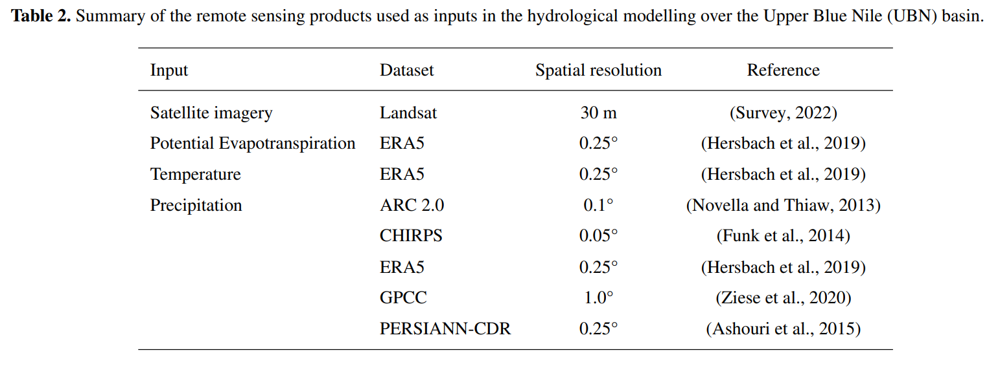 Table 2. Summary of the remote sensing products used as inputs in the hydrological modelling over the Upper Blue Nile (UBN) basin.
Input Dataset Spatial resolution Reference
Satellite imagery Landsat 30 m (Survey, 2022)
Potential Evapotranspiration ERA5 0.25° (Hersbach et al., 2019)
Temperature ERA5 0.25° (Hersbach et al., 2019)
Precipitation ARC 2.0 0.1° (Novella and Thiaw, 2013)
CHIRPS 0.05° (Funk et al., 2014)
ERA5 0.25° (Hersbach et al., 2019)
GPCC 1.0° (Ziese et al., 2020)
PERSIANN-CDR 0.25° (Ashouri et al., 2015)